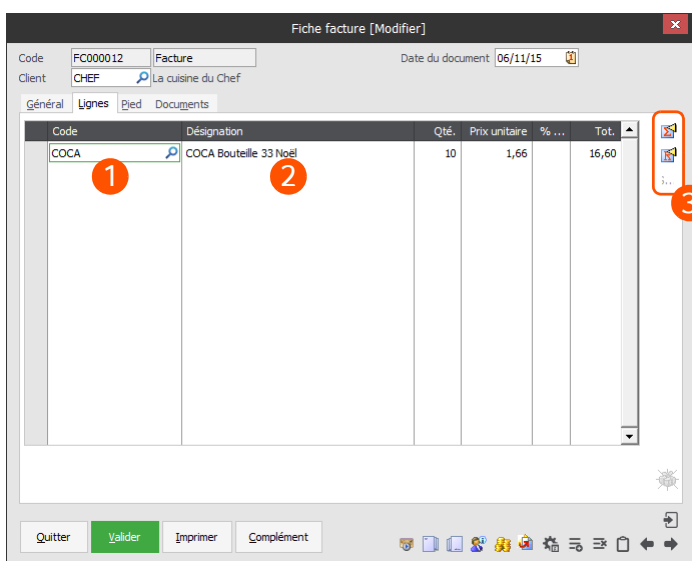 Fiche facture [Modifier]
Code FC000012 Facture Date du document 06/11/15
Client CHEF La cuisine du Chef
Général Lignes Pied Documents
Code Désignation Qté. Prix unitaire % ... Tot.
COCA COCA Bouteille 33 Noël 10 1,66 16,60
1 2 3
Quitter Valider Imprimer Complément